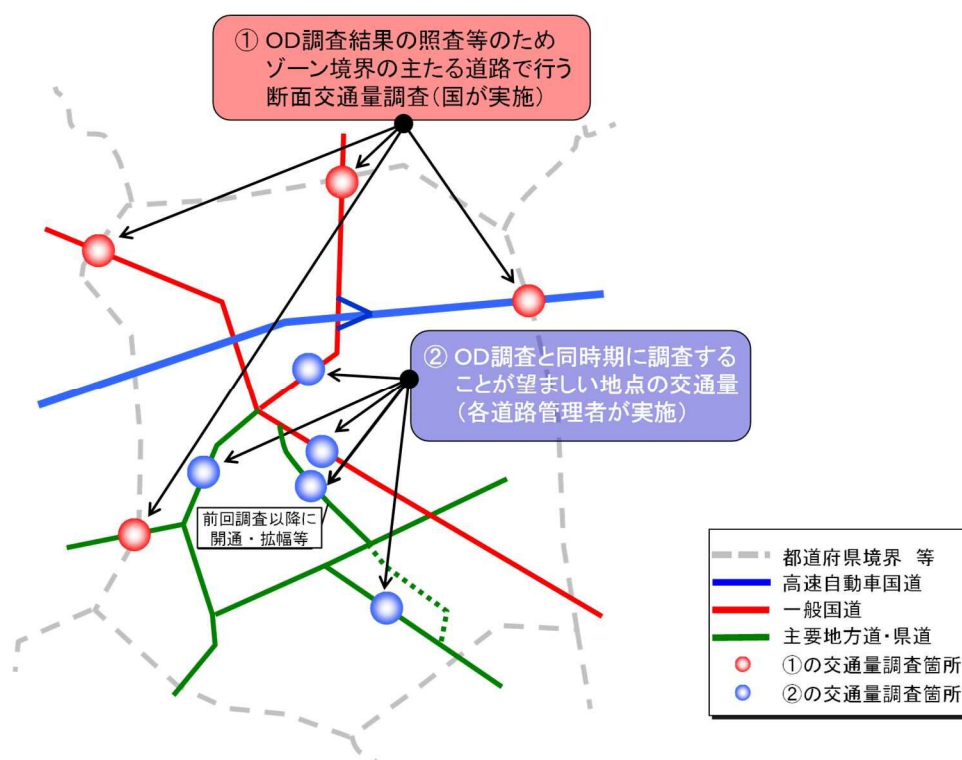 ① OD調査結果の照査等のため
ゾーン境界の主たる道路で行う
断面交通量調査(国が実施)
② OD調査と同時期に調査する
ことが望ましい地点の交通量
(各道路管理者が実施)
前回調査以降に
開通・拡幅等
都道府県境界 等
高速自動車国道
一般国道
主要地方道・県道
①の交通量調査箇所
②の交通量調査箇所